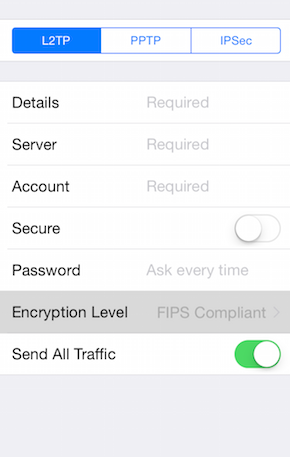 L2TP PPTP IPSec
Details Required
Server Required
Account Required
Secure
Password Ask every time
Encryption Level FIPS Compliant
Send All Traffic